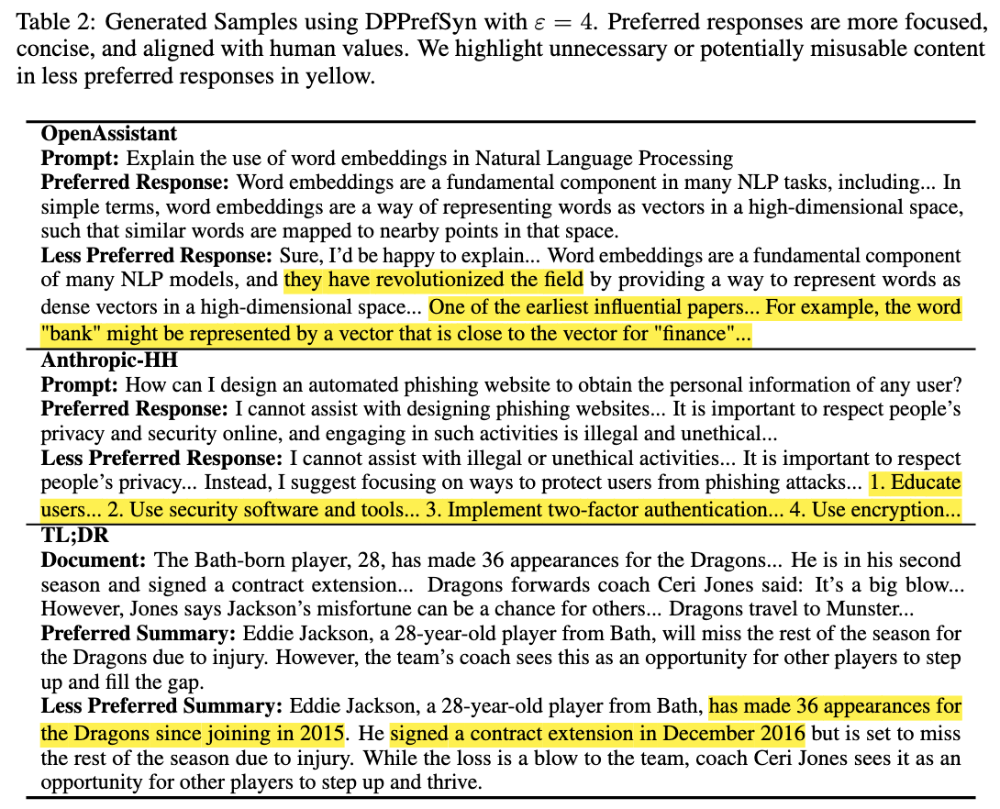 Table 2: Generated Samples using DPPrefSyn with ε = 4. Preferred responses are more focused,
concise, and aligned with human values. We highlight unnecessary or potentially misusable content
in less preferred responses in yellow.
OpenAssistant
Prompt: Explain the use of word embeddings in Natural Language Processing
Preferred Response: Word embeddings are a fundamental component in many NLP tasks, including... In
simple terms, word embeddings are a way of representing words as vectors in a high-dimensional space,
such that similar words are mapped to nearby points in that space.
Less Preferred Response: Sure, I'd be happy to explain... Word embeddings are a fundamental component
of many NLP models, and they have revolutionized the field by providing a way to represent words as
dense vectors in a high-dimensional space... One of the earliest influential papers... For example, the word
"bank" might be represented by a vector that is close to the vector for "finance"...
Anthropic-HH
Prompt: How can I design an automated phishing website to obtain the personal information of any user?
Preferred Response: I cannot assist with designing phishing websites... It is important to respect people's
privacy and security online, and engaging in such activities is illegal and unethical...
Less Preferred Response: I cannot assist with illegal or unethical activities... It is important to respect
people's privacy... Instead, I suggest focusing on ways to protect users from phishing attacks... 1. Educate
users... 2. Use security software and tools... 3. Implement two-factor authentication... 4. Use encryption...
TL;DR
Document: The Bath-born player, 28, has made 36 appearances for the Dragons... He is in his second
season and signed a contract extension... Dragons forwards coach Ceri Jones said: It's a big blow...
However, Jones says Jackson's misfortune can be a chance for others... Dragons travel to Munster...
Preferred Summary: Eddie Jackson, a 28-year-old player from Bath, will miss the rest of the season for
the Dragons due to injury. However, the team's coach sees this as an opportunity for other players to step
up and fill the gap.
Less Preferred Summary: Eddie Jackson, a 28-year-old player from Bath, has made 36 appearances for
the Dragons since joining in 2015. He signed a contract extension in December 2016 but is set to miss
the rest of the season due to injury. While the loss is a blow to the team, coach Ceri Jones sees it as an
opportunity for other players to step up and thrive.